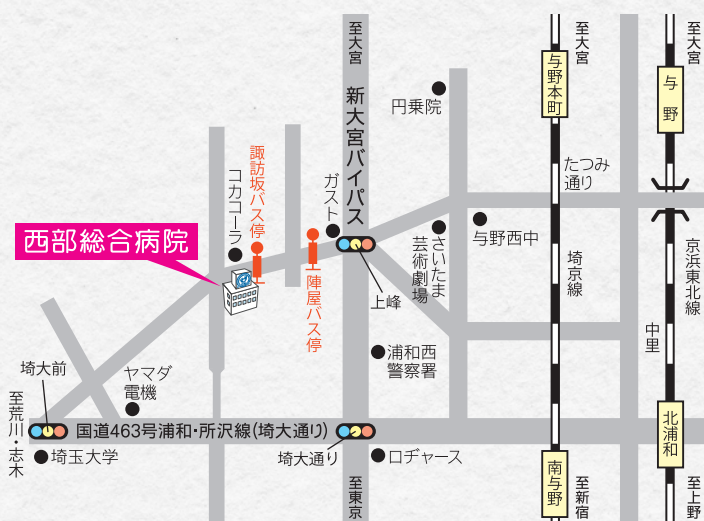 至大宮
至大宮
至大宮
新大宮バイパス
与野本町
与野
円乗院
諏訪坂バス停
コカコーラ
ガスト
たつみ
通り
西部総合病院
与野西中
さいたま
芸術劇場
埼京線
京浜東北線
陣屋バス停
上峰
中里
浦和西
警察署
埼大前
ヤマダ
電機
至荒川・志木
国道463号浦和・所沢線(埼大通り)
北浦和
埼玉大学
埼大通り
ロヂャース
南与野
至東京
至新宿
至上野